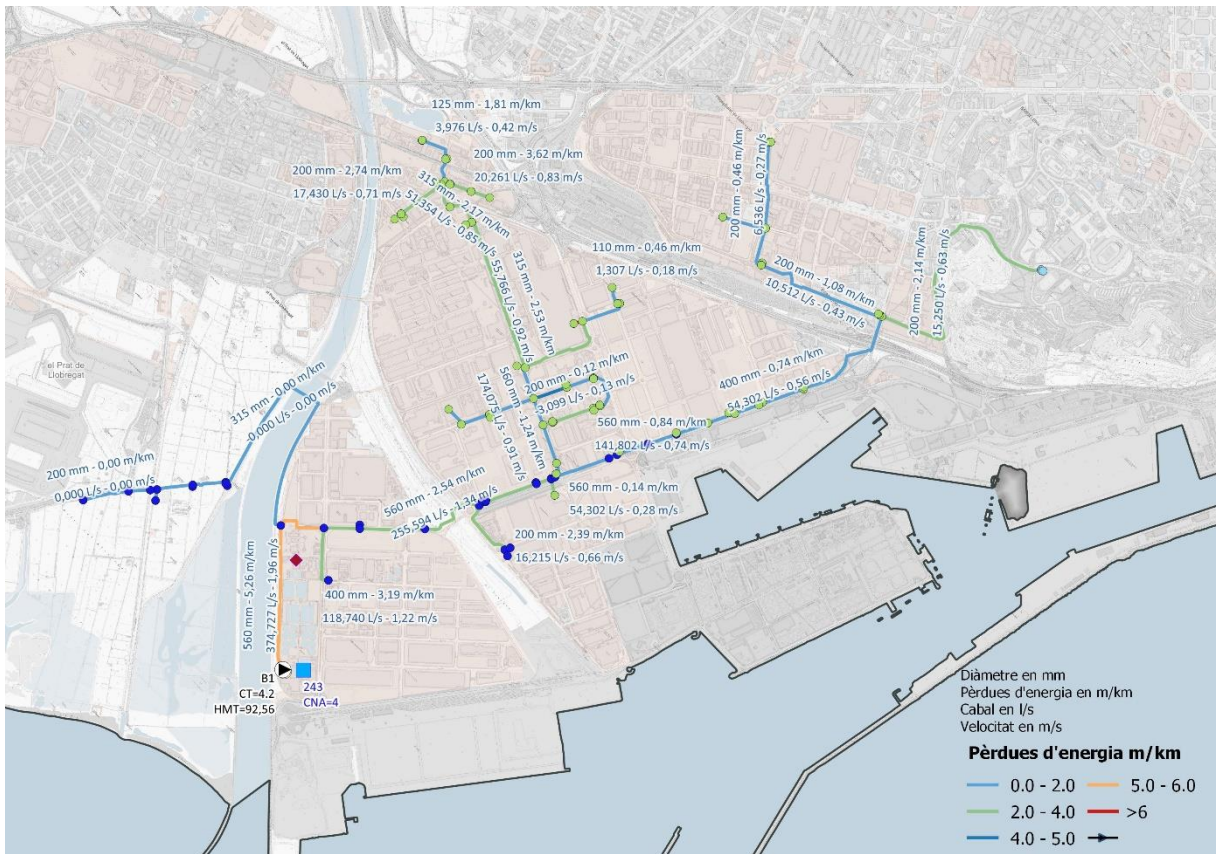 125 mm - 1,81 m/km
3,976 L/s - 0,42 m/s
200 mm - 3,62 m/km
20,261 L/s - 0,83 m/s
200 mm - 2,74 m/km
17,430 L/s - 0,71 m/s
315 mm - 2,17 m/km
51,354 L/s - 0,85 m/s
200 mm - 0,46 m/km
6,536 L/s - 0,27 m/s
110 mm - 0,46 m/km
1,307 L/s - 0,18 m/s
315 mm - 2,53 m/km
55,766 L/s - 0,92 m/s
200 mm - 1,08 m/km
10,512 L/s - 0,43 m/s
200 mm - 2,14 m/km
15,250 L/s - 0,63 m/s
el Prat de
Llobregat
315 mm - 0,00 m/km
-0,000 L/s - 0,00 m/s
200 mm - 0,12 m/km
-3,099 L/s - 0,13 m/s
400 mm - 0,74 m/km
54,302 L/s - 0,56 m/s
560 mm - 1,24 m/km
174,075 L/s - 0,91 m/s
560 mm - 0,84 m/km
141,802 L/s - 0,74 m/s
200 mm - 0,00 m/km
0,000 L/s - 0,00 m/s
560 mm - 2,54 m/km
255,594 L/s - 1,34 m/s
560 mm - 0,14 m/km
54,302 L/s - 0,28 m/s
200 mm - 2,39 m/km
16,215 L/s - 0,66 m/s
560 mm - 5,26 m/km
374,727 L/s - 1,96 m/s
400 mm - 3,19 m/km
118,740 L/s - 1,22 m/s
B1
CT=4.2
HMT=92,56
243
CNA=4
Diàmetre en mm
Pèrdues d'energia en m/km
Cabal en l/s
Velocitat en m/s
Pèrdues d'energia m/km
0.0 - 2.0
5.0 - 6.0
2.0 - 4.0
>6
4.0 - 5.0